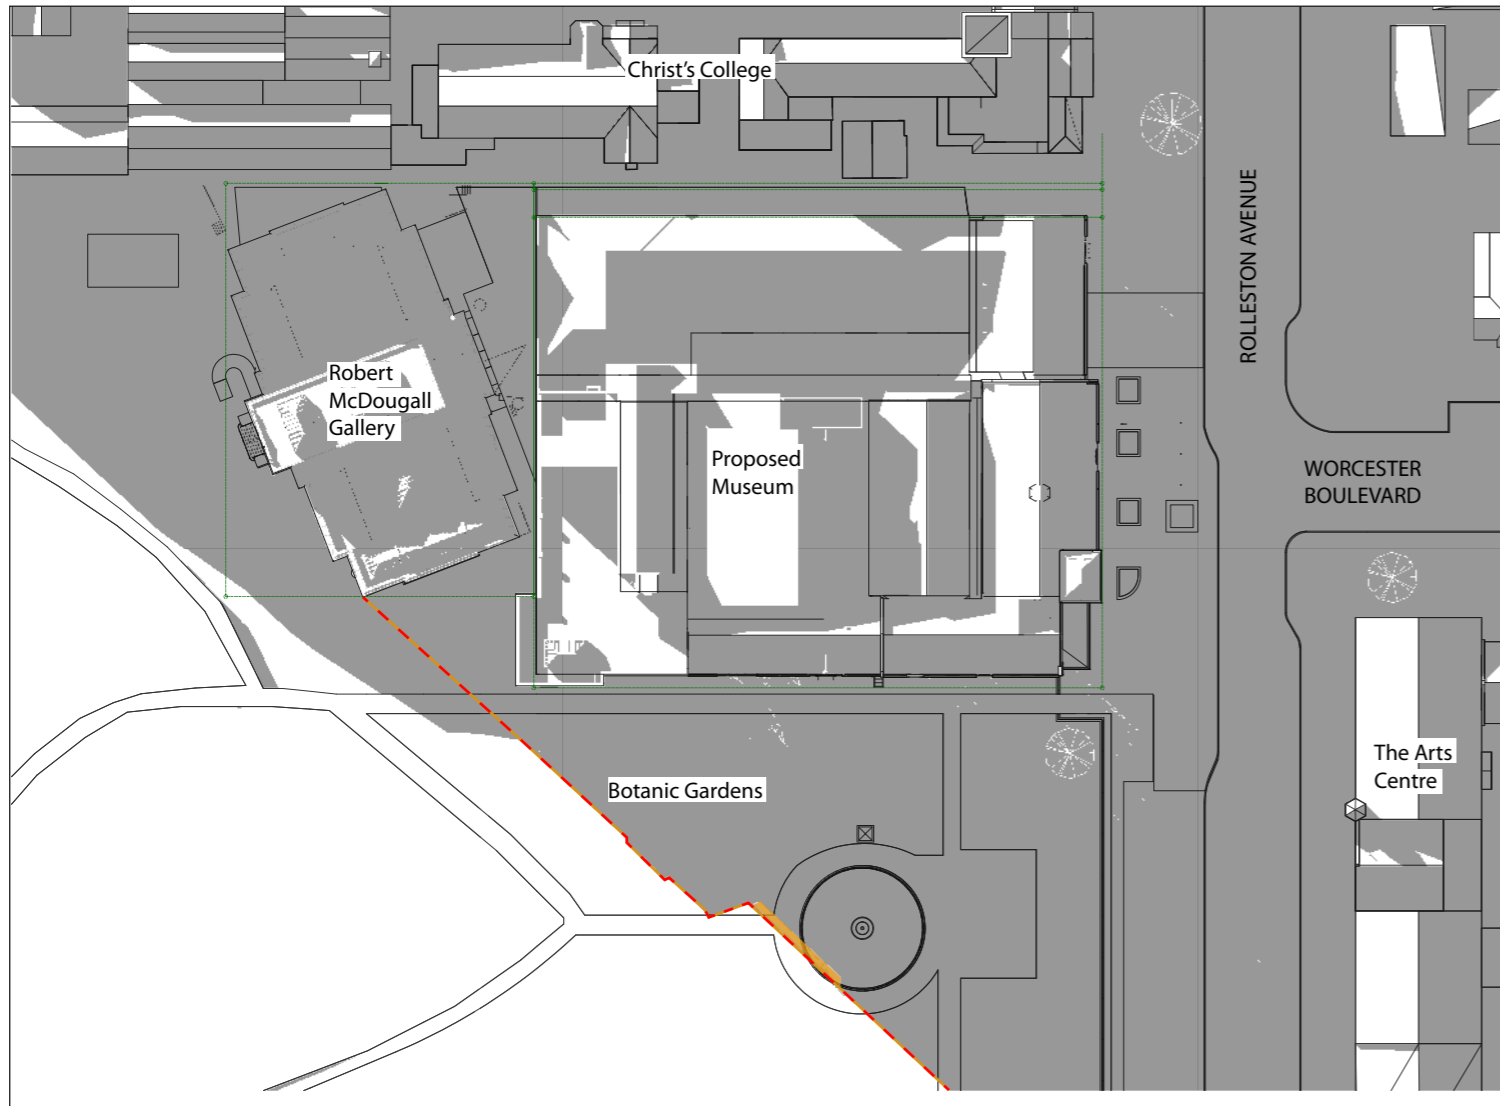 Christ's College
ROLLESTON AVENUE
Robert
McDougall
Gallery
Proposed
Museum
WORCESTER
BOULEVARD
The Arts
Centre
Botanic Gardens